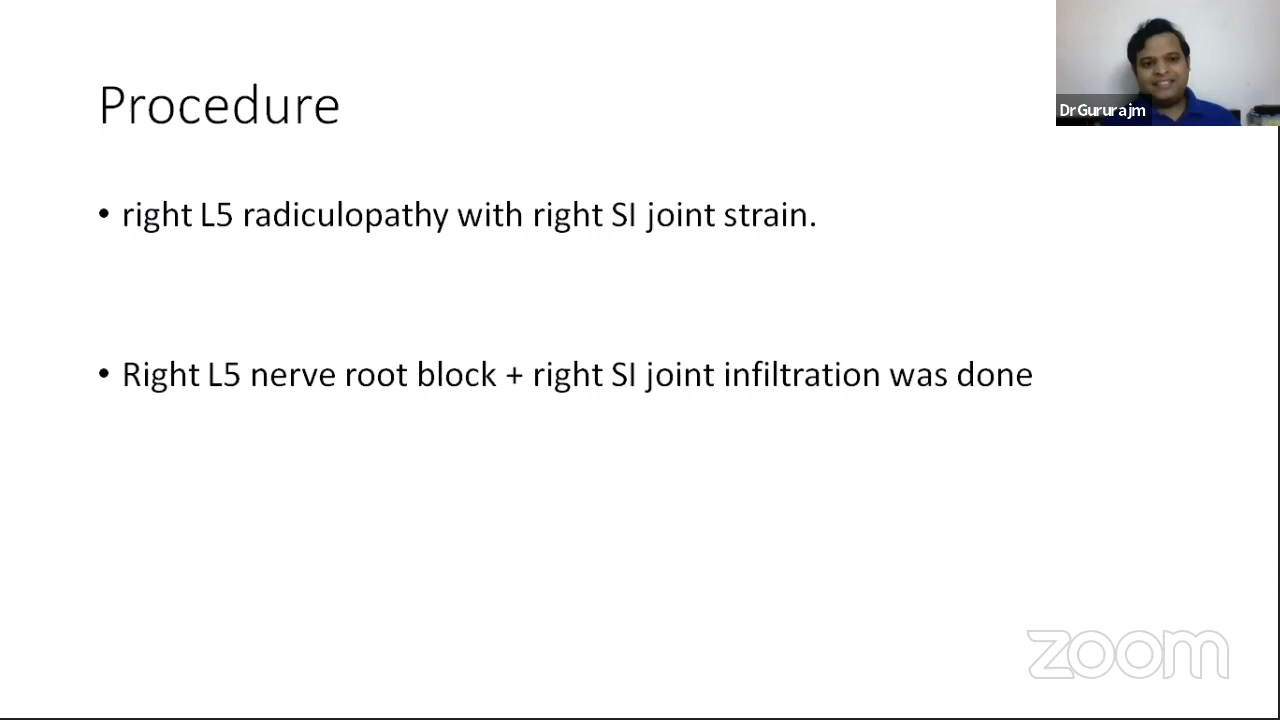 Procedure
DrGururajm
• right L5 radiculopathy with right SI joint strain.
• Right L5 nerve root block + right SI joint infiltration was done
zoom